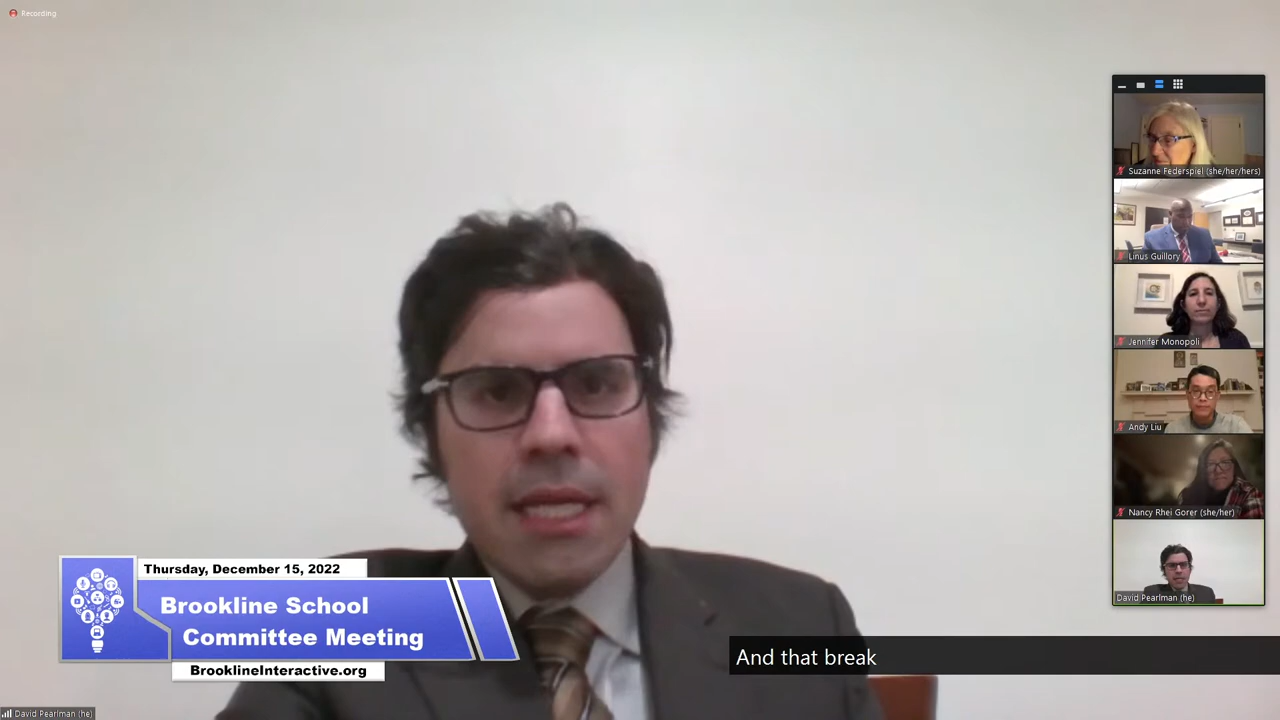 Recording
Suzanne Federspiel (she/her/hers)
Linus Guillory
Jennifer Monopoli
Andy Liu
Nancy Rhei Gorer (she/her)
David Pearlman (he)
Thursday, December 15, 2022
Brookline School
Committee Meeting
BrooklineInteractive.org
And that break
David Pearlman (he)